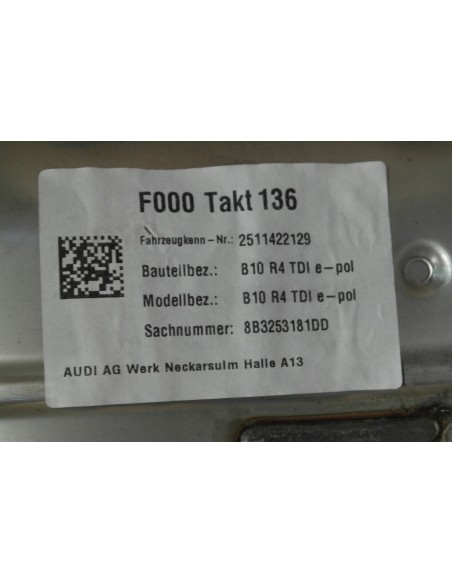 F000 Takt 136
Fahrzeugkenn-Nr.: 2511422129
Bauteilbez.: B10 R4 TDI e-pol
Modellbez.: B10 R4 TDI e-pol
Sachnummer: 8B3253181DD
AUDI AG Werk Neckarsulm Halle A13